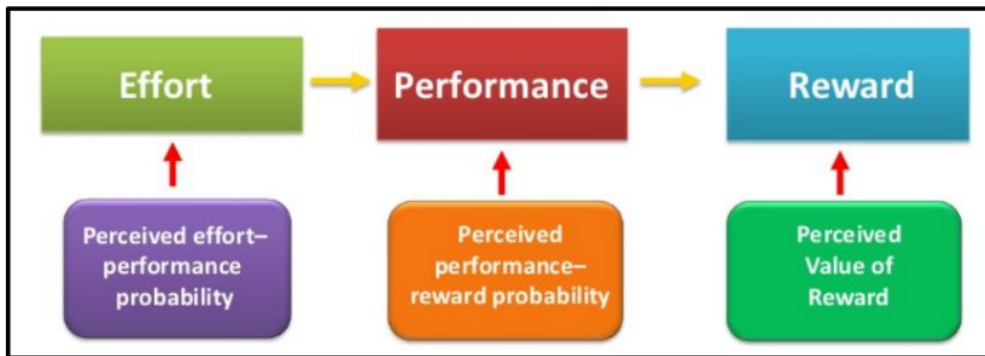 Effort
Performance
Reward
Perceived effort–
performance
probability
Perceived
performance–
reward probability
Perceived
Value of
Reward